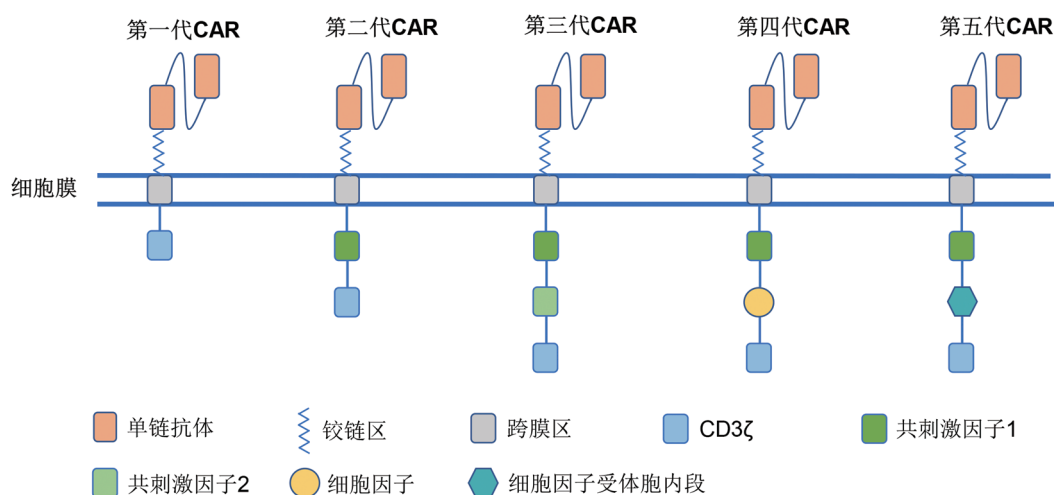 第一代CAR
第二代CAR
第三代CAR
第四代CAR
第五代CAR
细胞膜
单链抗体
铰链区
跨膜区
CD3ζ
共刺激因子1
共刺激因子2
细胞因子
细胞因子受体胞内段